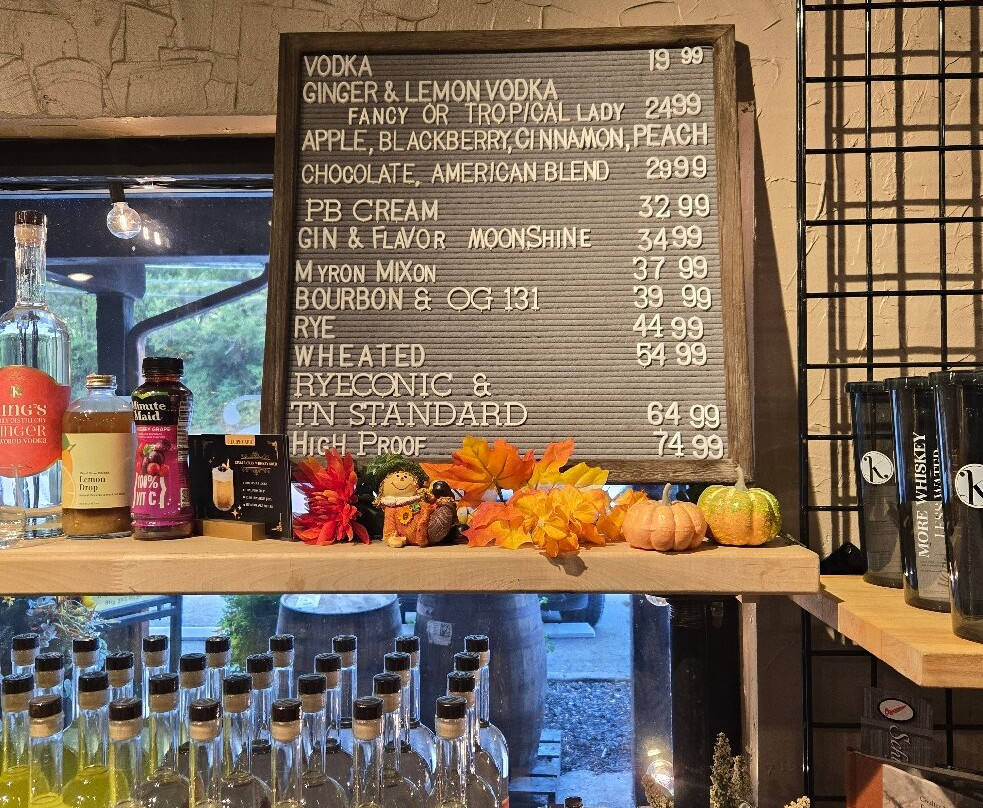 VODKA 19 99
GINGER & LEMON VODKA
FANCY OR TROPICAL LADY 2499
APPLE, BLACKBERRY, CINNAMON, PEACH
CHOCOLATE, AMERICAN BLEND 2999
PB CREAM 32 99
GIN & FLAVOR MOONSHINE 3499
MYRON MIXON 37 99
BOURBON & OG 131 39 99
RYE 44 99
WHEATED 54 99
RYECONIC &
TN STANDARD 64 99
HIGH PROOF 74 99
Minute
Maid
GRAPE
100%
VIT C
Lemon
Drop
K
MORE WHISKEY
LESS WATER
k
k